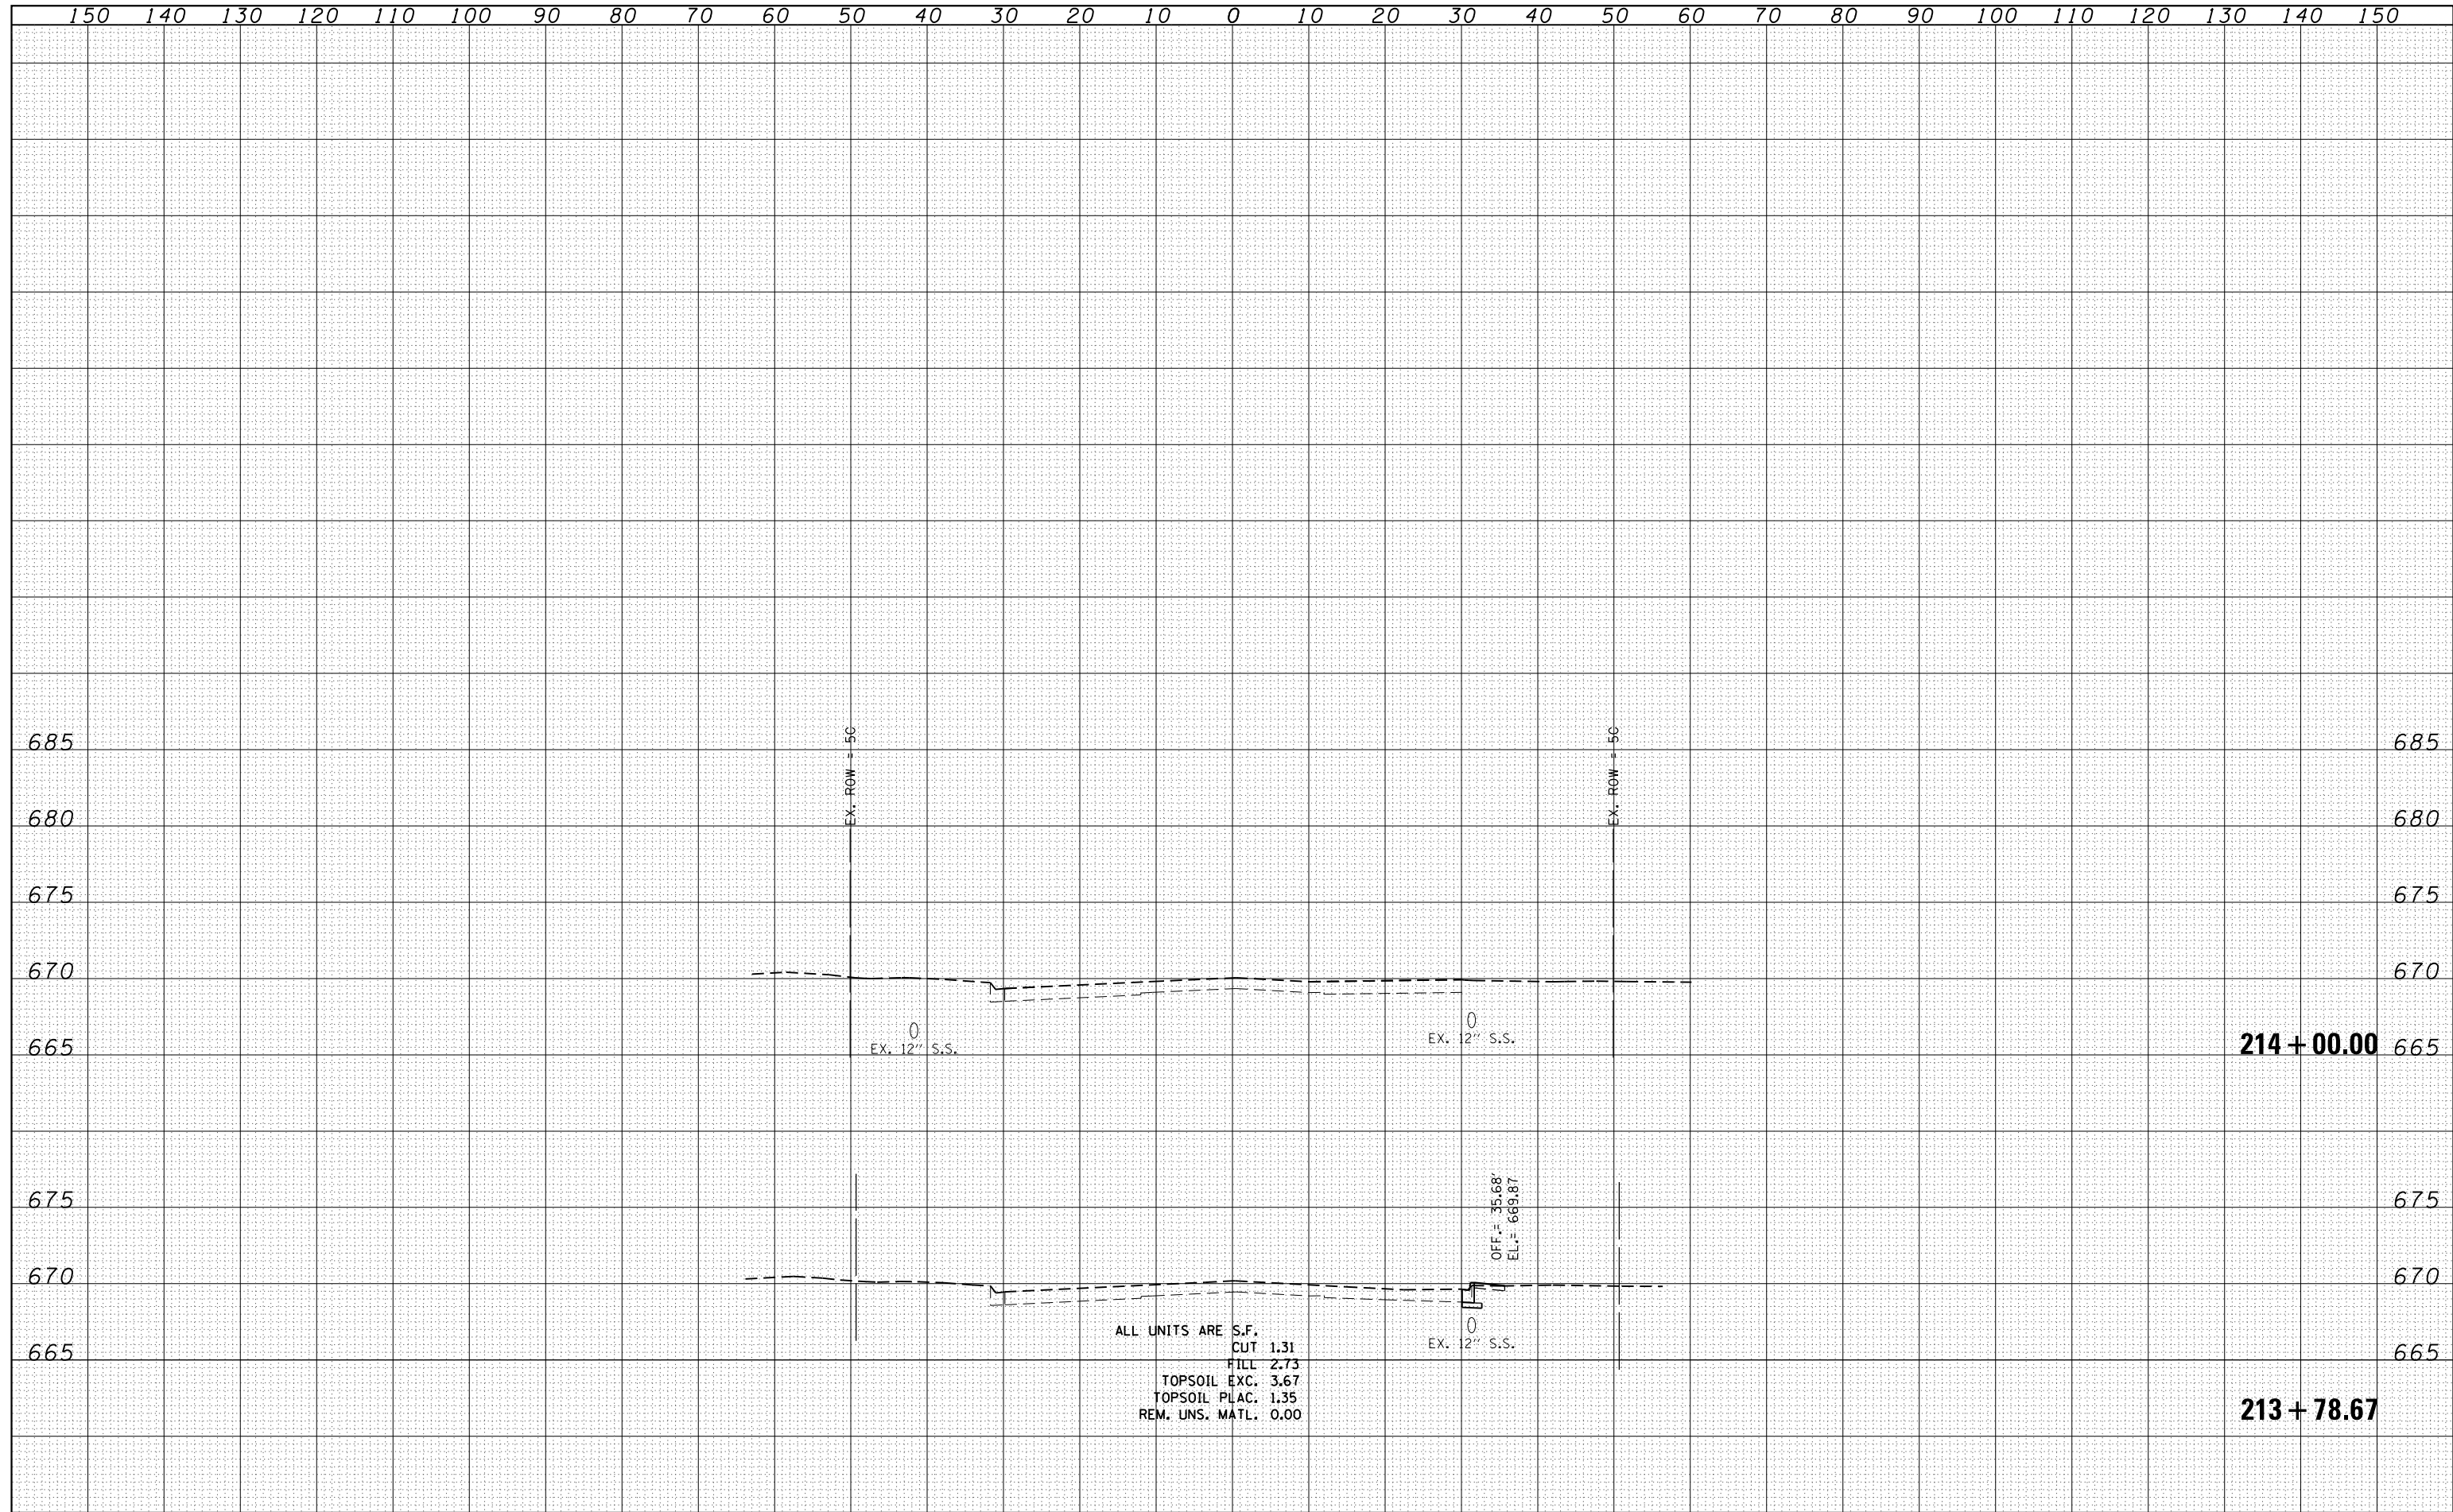 150 140 130 120 110 100 90 80 70 60 50 40 30 20 10 0 10 20 30 40 50 60 70 80 90 100 110 120 130 140 150
EX. ROW = 50
EX. ROW = 50
685 685
680 680
675 675
670 670
EX. 12'' S.S.
EX. 12'' S.S.
214 + 00.00
665 665
OFF.= 35.68'
EL.= 669.87
675 675
670 670
EX. 12'' S.S.
665 665
ALL UNITS ARE S.F.
CUT 1.31
FILL 2.73
TOPSOIL EXC. 3.67
TOPSOIL PLAC. 1.35
REM. UNS. MATL. 0.00
213 + 78.67